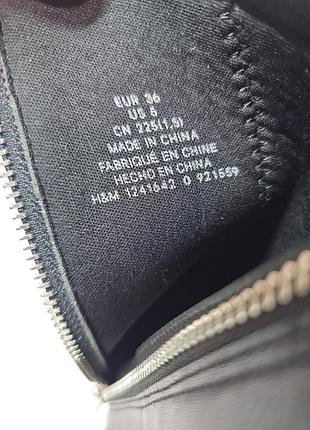 EUR 36
US 5
CN 225(1,5)
MADE IN CHINA
FABRIQUÉ EN CHINE
HECHO EN CHINA
H&M 1241642 0 921559